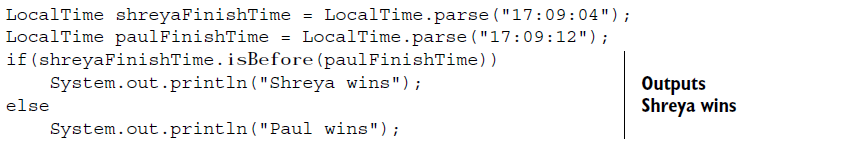 LocalTime shreyaFinishTime = LocalTime.parse("17:09:04");
LocalTime paulFinishTime = LocalTime.parse("17:09:12");
if(shreyaFinishTime.isBefore(paulFinishTime))
    System.out.println("Shreya wins");
else
    System.out.println("Paul wins");
Outputs
Shreya wins